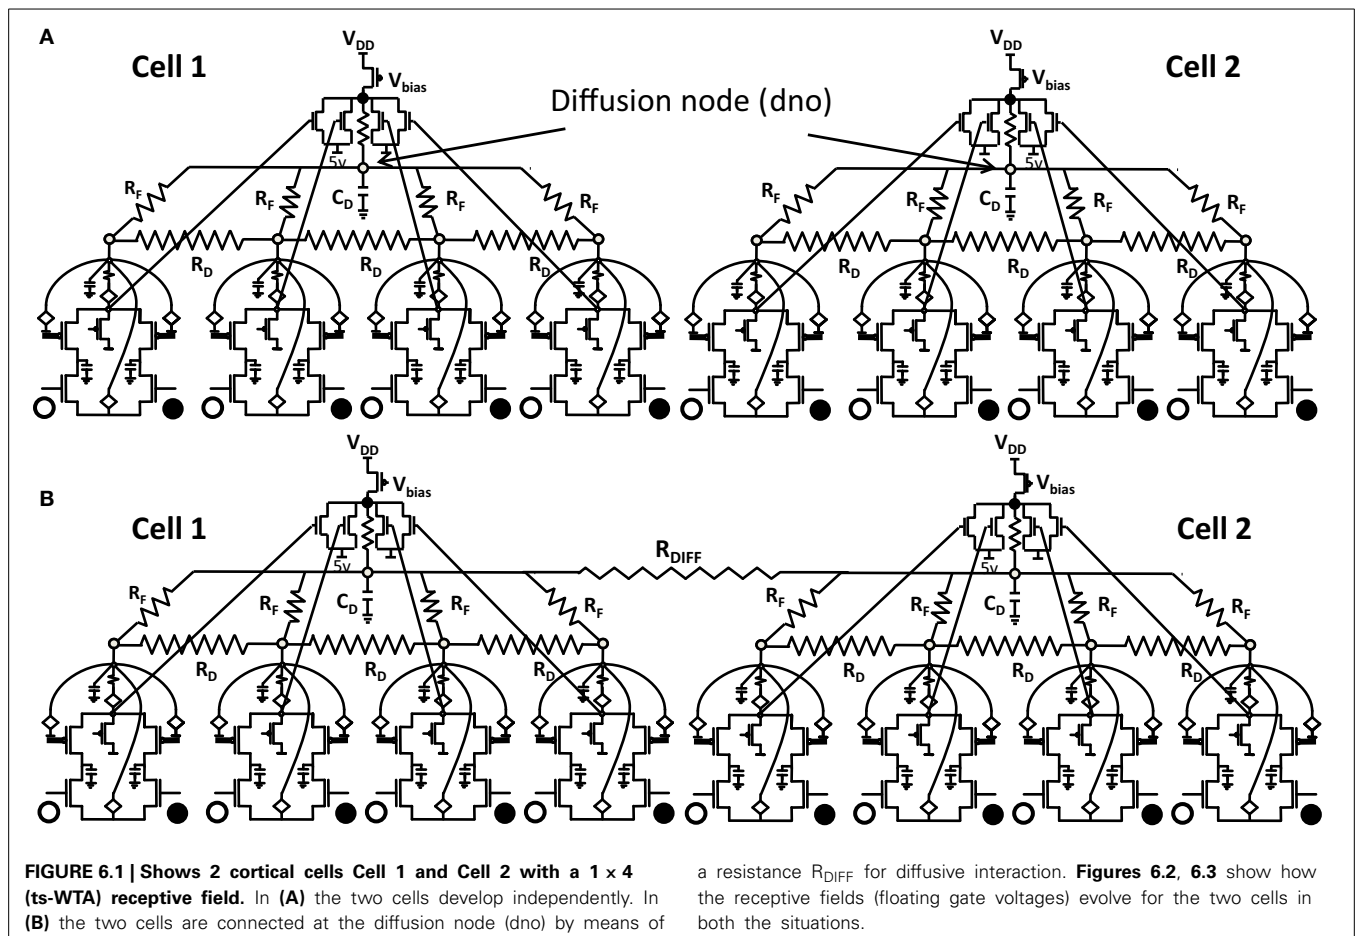 A
V_DD
V_DD
Cell 1
Cell 2
V_bias
V_bias
Diffusion node (dno)
5v
5v
R_F
R_F
C_D
R_F
R_F
R_F
R_F
C_D
R_F
R_F
R_D
R_D
R_D
R_D
V_DD
V_DD
B
V_bias
V_bias
Cell 1
Cell 2
R_DIFF
5v
5v
R_F
R_F
C_D
R_F
R_F
R_F
R_F
C_D
R_F
R_F
R_D
R_D
R_D
R_D
FIGURE 6.1 | Shows 2 cortical cells Cell 1 and Cell 2 with a 1 x 4
(ts-WTA) receptive field. In (A) the two cells develop independently. In
(B) the two cells are connected at the diffusion node (dno) by means of
a resistance R_DIFF for diffusive interaction. Figures 6.2, 6.3 show how
the receptive fields (floating gate voltages) evolve for the two cells in
both the situations.